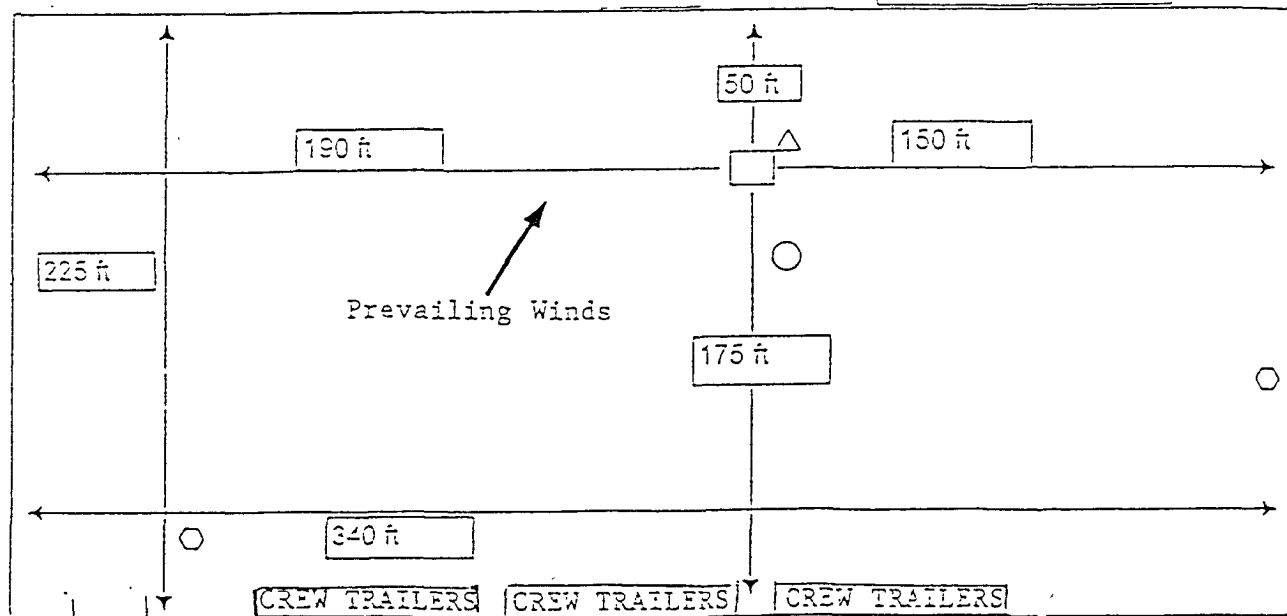 50 ft
190 ft
150 ft
225 ft
Prevailing Winds
175 ft
340 ft
CREW TRAILERS CREW TRAILERS CREW TRAILERS